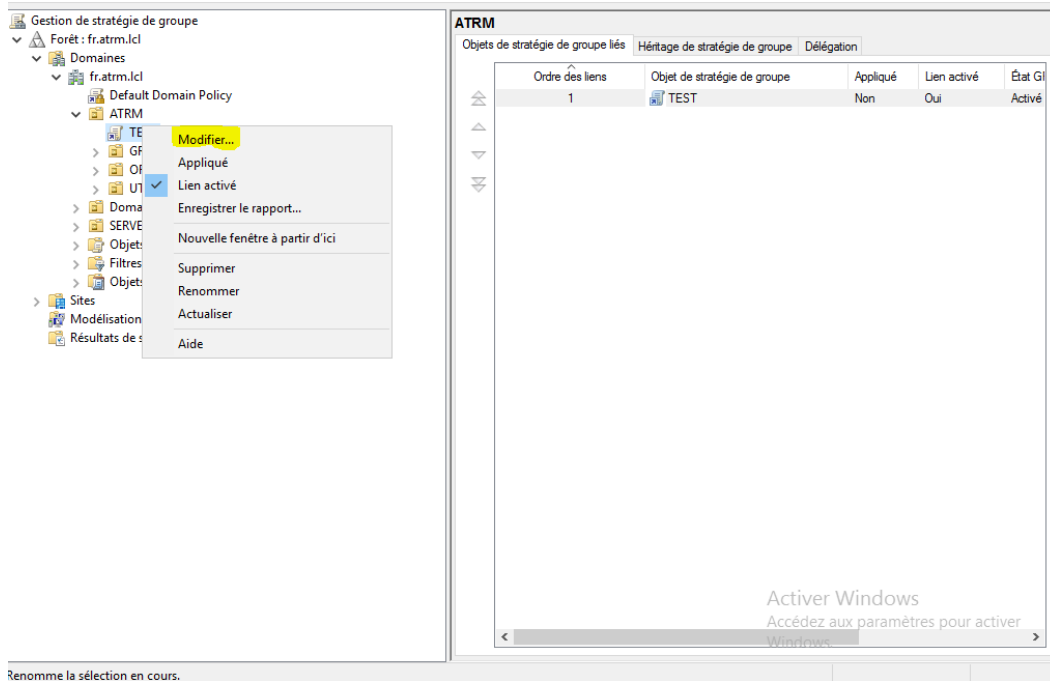 Gestion de stratégie de groupe
Forêt : fr.atrm.lcl
Domaines
fr.atrm.lcl
Default Domain Policy
ATRM
TE
GF
OF
UT
Doma
SERVE
Objets
Filtres
Objets
Sites
Modélisation
Résultats de s
Modifier...
Appliqué
Lien activé
Enregistrer le rapport...
Nouvelle fenêtre à partir d'ici
Supprimer
Renommer
Actualiser
Aide
ATRM
Objets de stratégie de groupe liés Héritage de stratégie de groupe Délégation
Ordre des liens Objet de stratégie de groupe Appliqué Lien activé État Gl
1 TEST Non Oui Activé
Activer Windows
Accédez aux paramètres pour activer
Windows.
Renomme la sélection en cours.